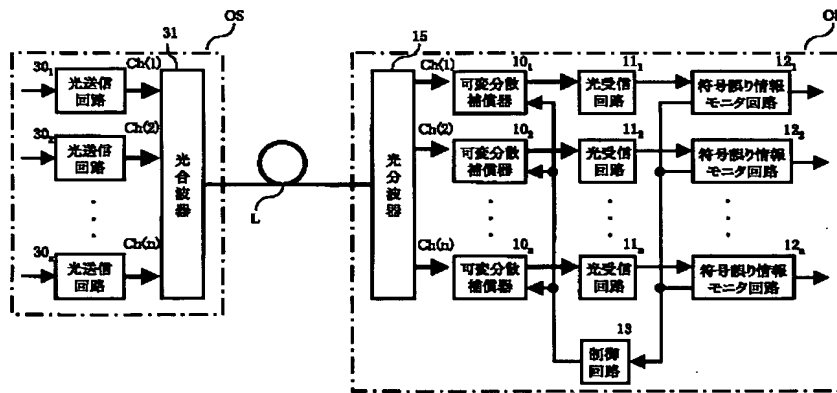 OS
31
15
30₁
光送信
回路
Ch(1)
30₂
光送信
回路
Ch(2)
30ₙ
光送信
回路
Ch(n)
光合波器
L
光分波器
Ch(1)
10₁
可変分散
補償器
11₁
光受信
回路
12₁
符号誤り情報
モニタ回路
Ch(2)
10₂
可変分散
補償器
11₂
光受信
回路
12₂
符号誤り情報
モニタ回路
Ch(n)
10ₙ
可変分散
補償器
11ₙ
光受信
回路
12ₙ
符号誤り情報
モニタ回路
13
制御
回路